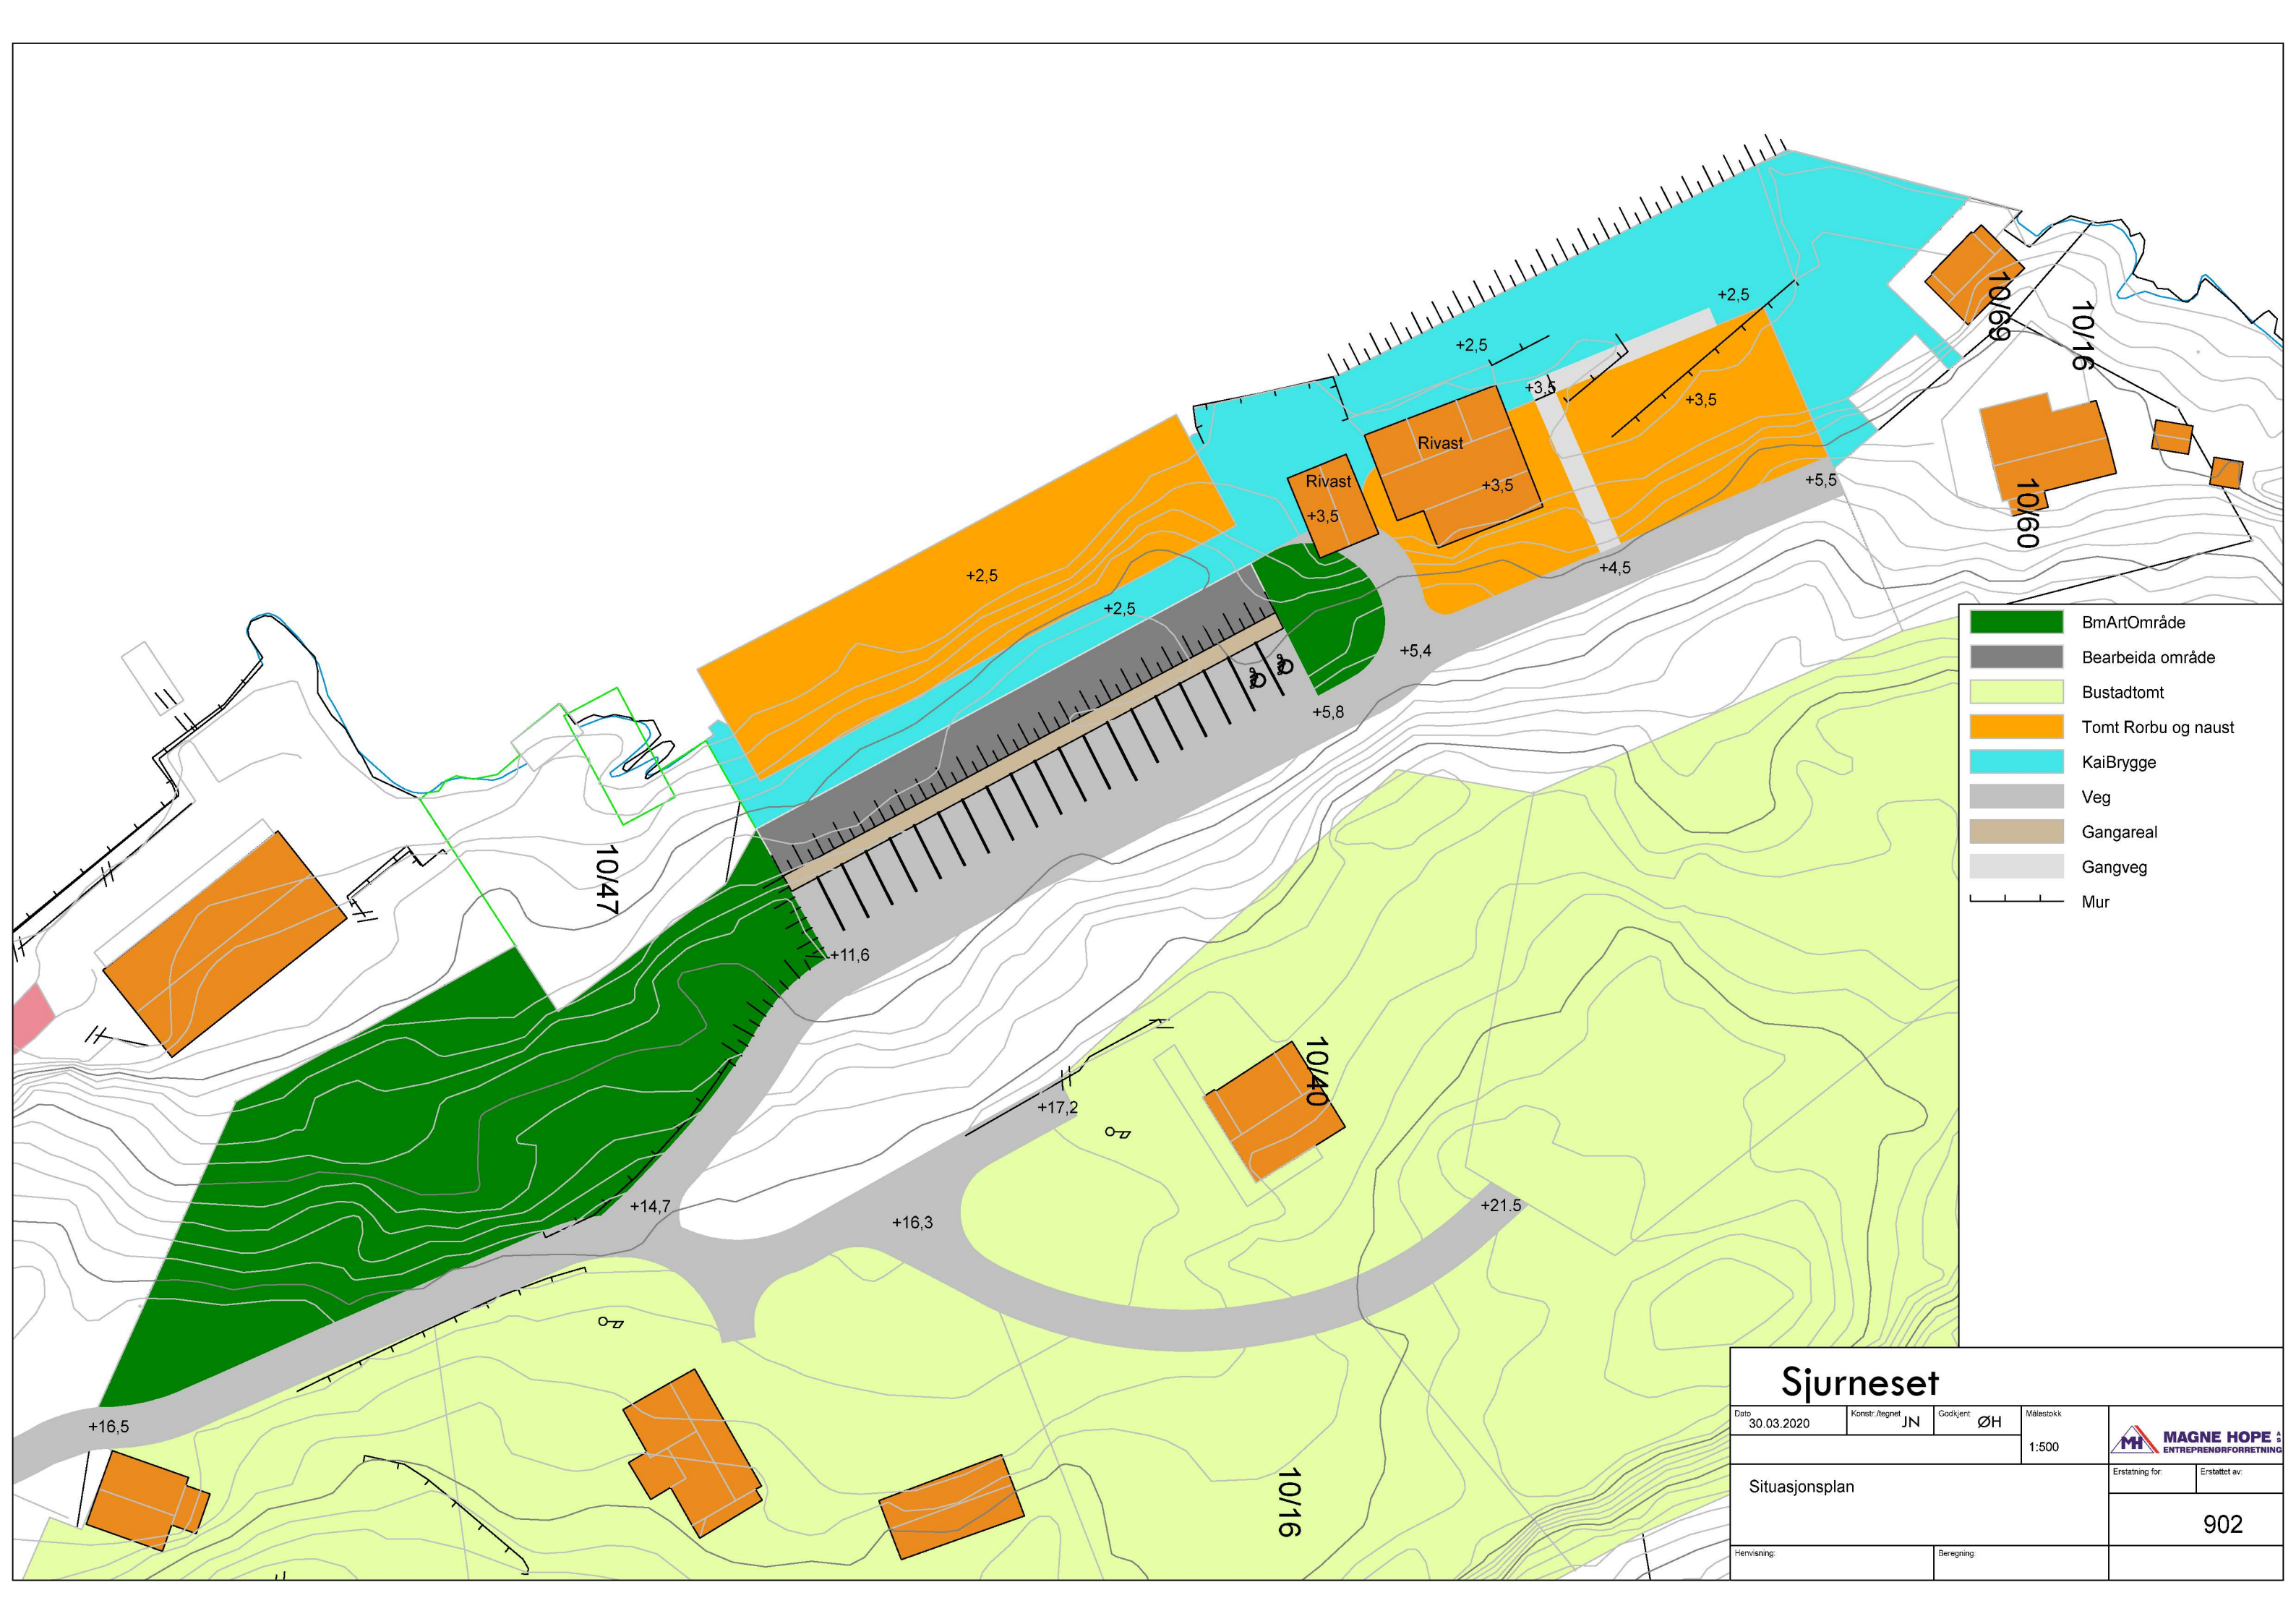 +2,5
+2,5
+3,5
+3,5
Rivast
Rivast
+3,5
+3,5
+5,5
+4,5
+2,5
+2,5
+5,4
+5,8
+11,6
+14,7
+16,3
+17,2
+21.5
+16,5
10/69
10/16
10/60
10/47
10/40
10/16
BmArtOmråde
Bearbeida område
Bustadtomt
Tomt Rorbu og naust
KaiBrygge
Veg
Gangareal
Gangveg
Mur
Sjurneset
Dato
30.03.2020
Konstr./tegnet
JN
Godkjent
ØH
Målestokk
1:500
MH
MAGNE HOPE AS
ENTREPRENØRFORRETNING
Situasjonsplan
Erstatning for:
Erstattet av:
902
Henvisning:
Beregning: